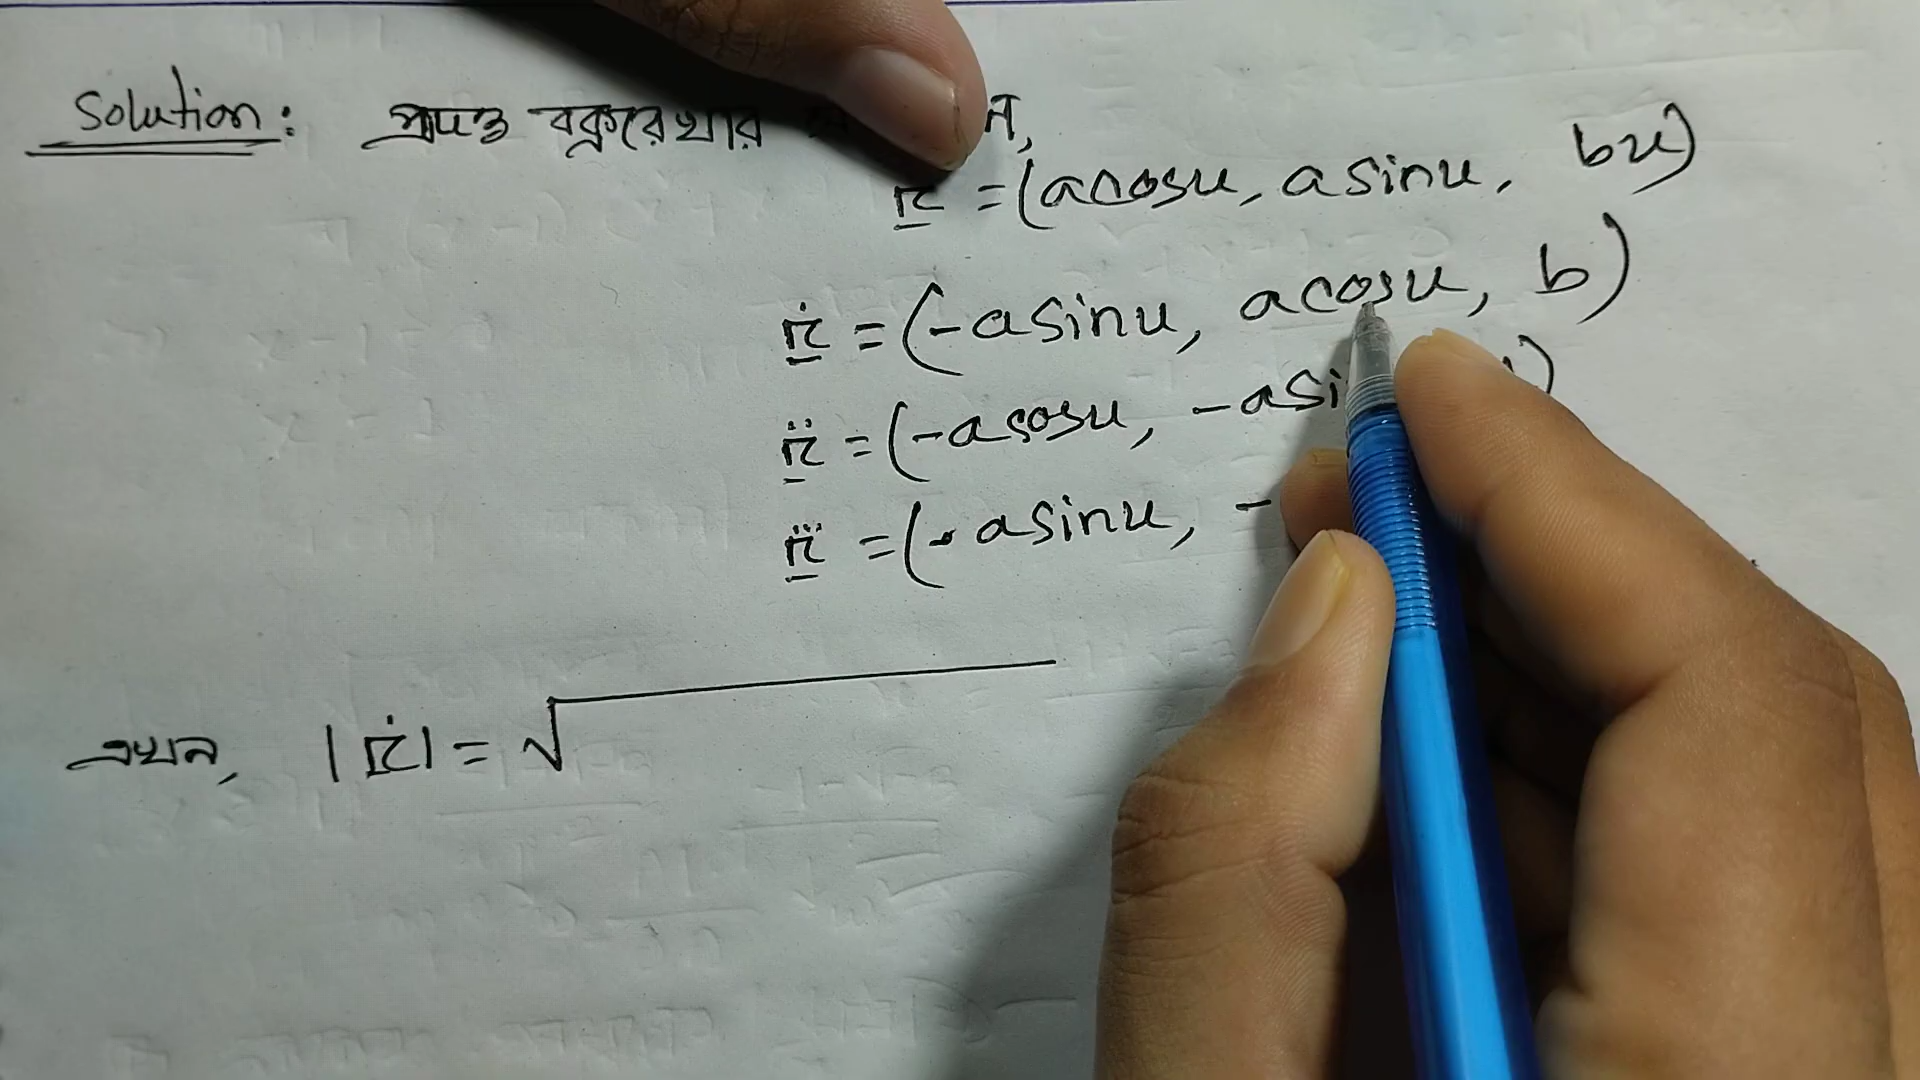 Solution: প্রদত্ত বক্ররেখার
r = (acosu, asinu, bu)
ṙ = (-asinu, acosu, b)
r̈ = (-acosu, -asi
r⃛ = (- asinu, -
এখন, |ṙ| = √